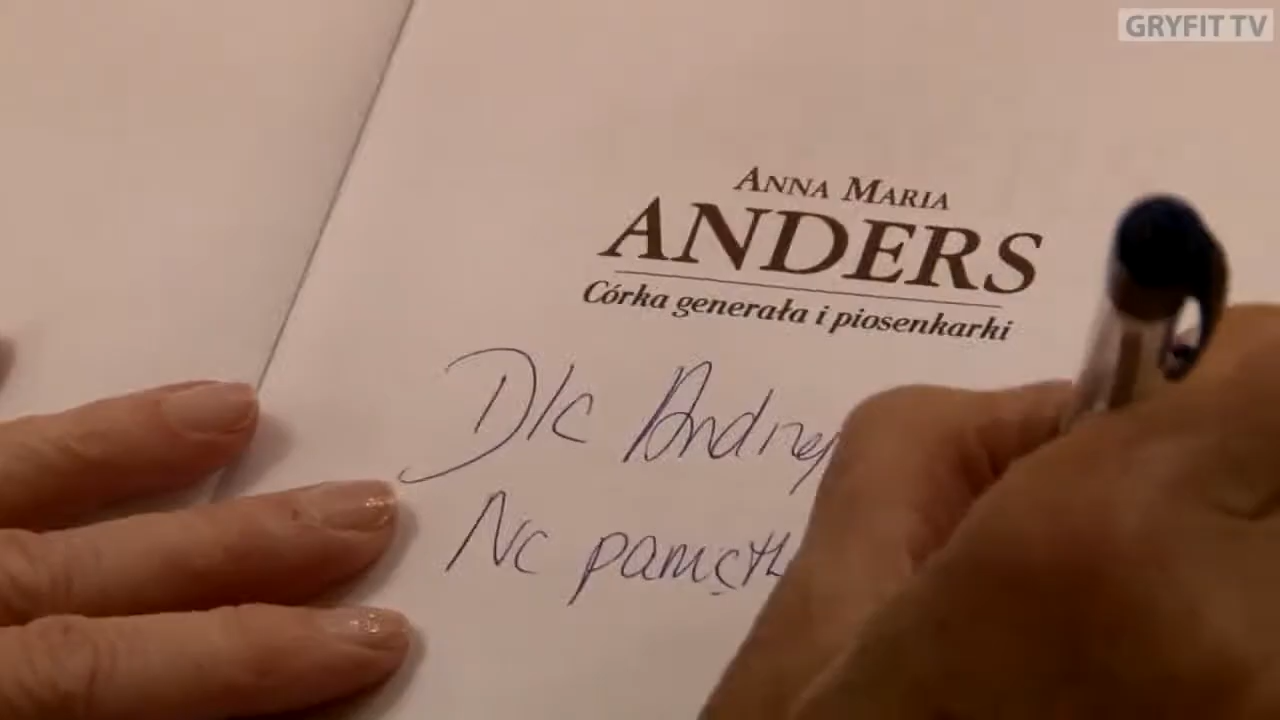 GRYFIT TV
ANNA MARIA
ANDERS
Córka generała i piosenkarki
Dla
Na